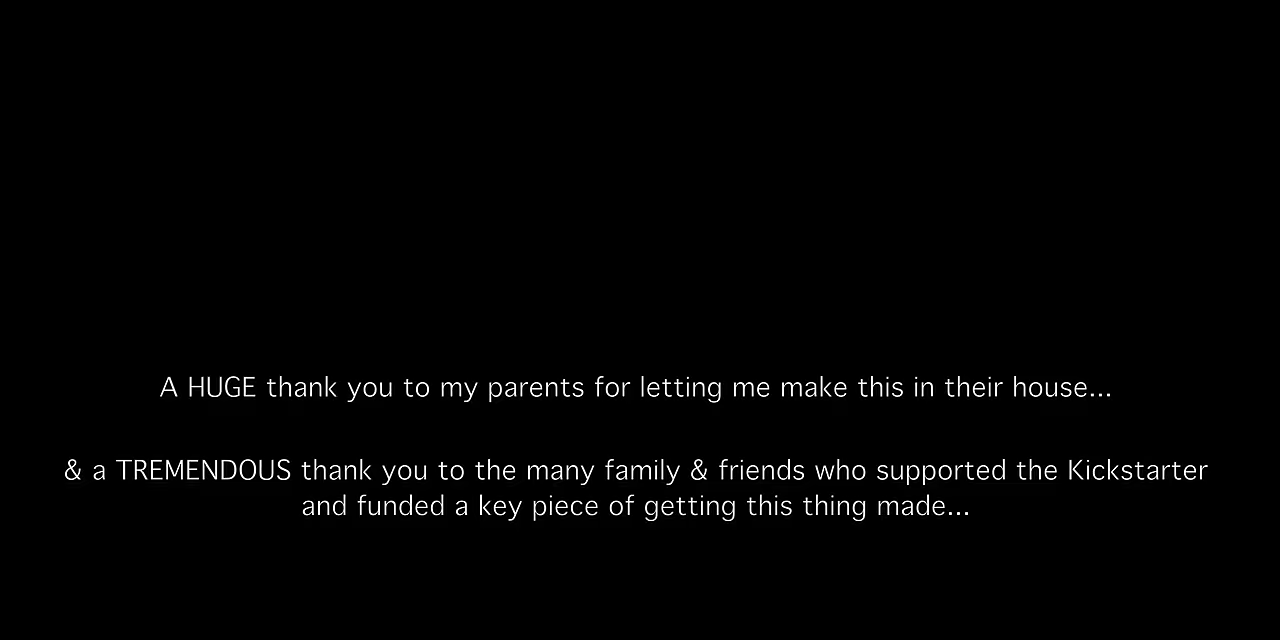 A HUGE thank you to my parents for letting me make this in their house...
& a TREMENDOUS thank you to the many family & friends who supported the Kickstarter
and funded a key piece of getting this thing made...